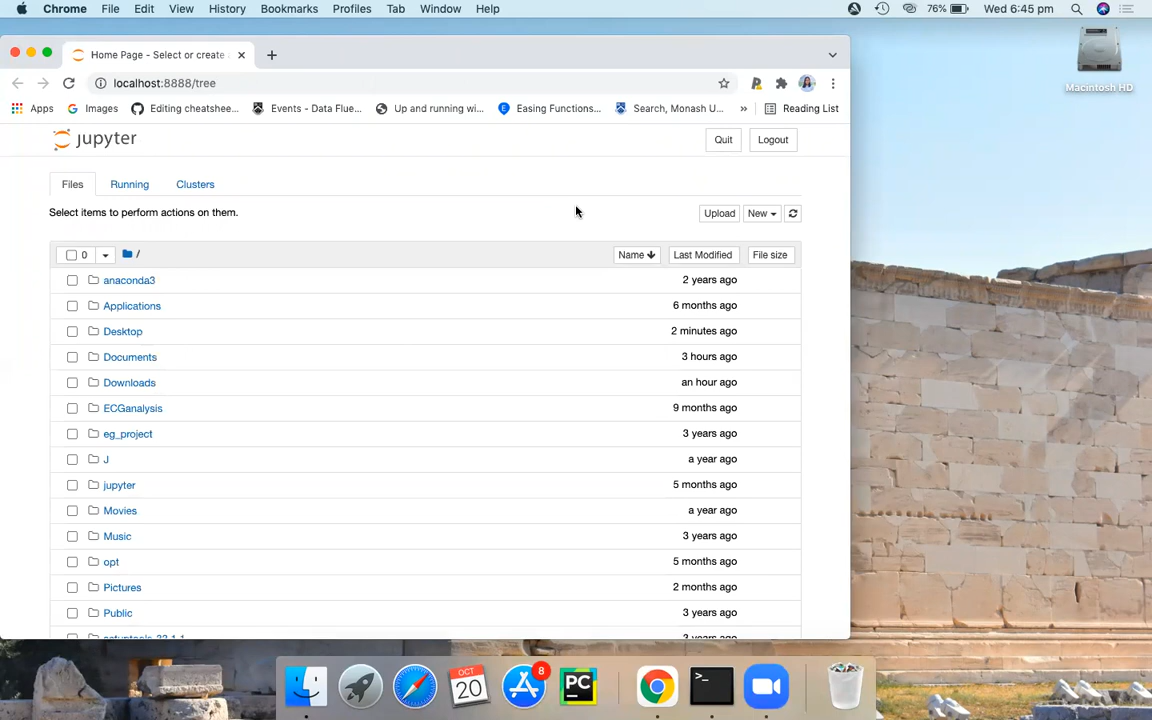 Chrome File Edit View History Bookmarks Profiles Tab Window Help 76% Wed 6:45 pm
Home Page - Select or create
localhost:8888/tree
Apps Images Editing cheatshee... Events - Data Flue... Up and running wi... Easing Functions... Search, Monash U... » Reading List
Macintosh HD
jupyter Quit Logout
Files Running Clusters
Select items to perform actions on them. Upload New
0 / Name Last Modified File size
anaconda3 2 years ago
Applications 6 months ago
Desktop 2 minutes ago
Documents 3 hours ago
Downloads an hour ago
ECGanalysis 9 months ago
eg_project 3 years ago
J a year ago
jupyter 5 months ago
Movies a year ago
Music 3 years ago
opt 5 months ago
Pictures 2 months ago
Public 3 years ago
OCT
20
8
PC
>_